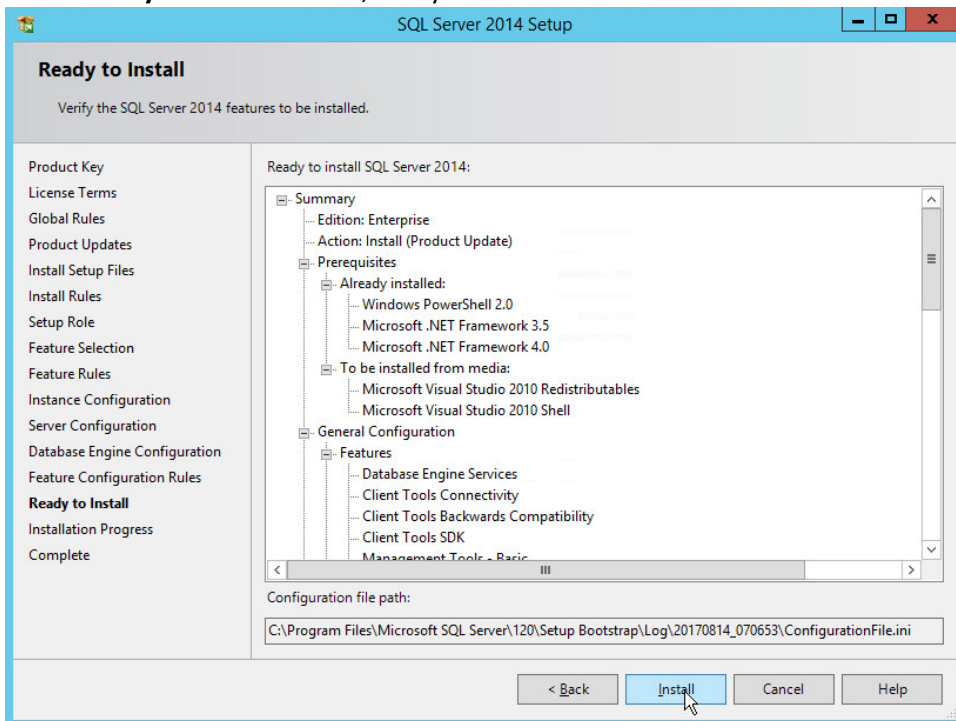 SQL Server 2014 Setup
Ready to Install
Verify the SQL Server 2014 features to be installed.
Product Key
License Terms
Global Rules
Product Updates
Install Setup Files
Install Rules
Setup Role
Feature Selection
Feature Rules
Instance Configuration
Server Configuration
Database Engine Configuration
Feature Configuration Rules
Ready to Install
Installation Progress
Complete
Ready to install SQL Server 2014:
Summary
Edition: Enterprise
Action: Install (Product Update)
Prerequisites
Already installed:
Windows PowerShell 2.0
Microsoft .NET Framework 3.5
Microsoft .NET Framework 4.0
To be installed from media:
Microsoft Visual Studio 2010 Redistributables
Microsoft Visual Studio 2010 Shell
General Configuration
Features
Database Engine Services
Client Tools Connectivity
Client Tools Backwards Compatibility
Client Tools SDK
Management Tools - Basic
Configuration file path:
C:\Program Files\Microsoft SQL Server\120\Setup Bootstrap\Log\20170814_070653\ConfigurationFile.ini
< Back
Install
Cancel
Help